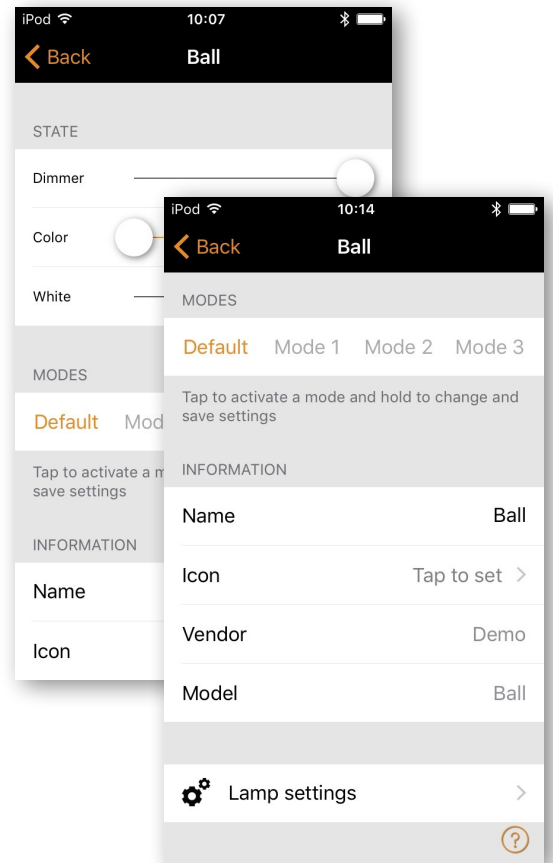 iPod 10:07
Back Ball
STATE
Dimmer
Color
White
MODES
Default Mod
Tap to activate a m
save settings
INFORMATION
Name
Icon
iPod 10:14
Back Ball
MODES
Default Mode 1 Mode 2 Mode 3
Tap to activate a mode and hold to change and
save settings
INFORMATION
Name Ball
Icon Tap to set
Vendor Demo
Model Ball
Lamp settings
?